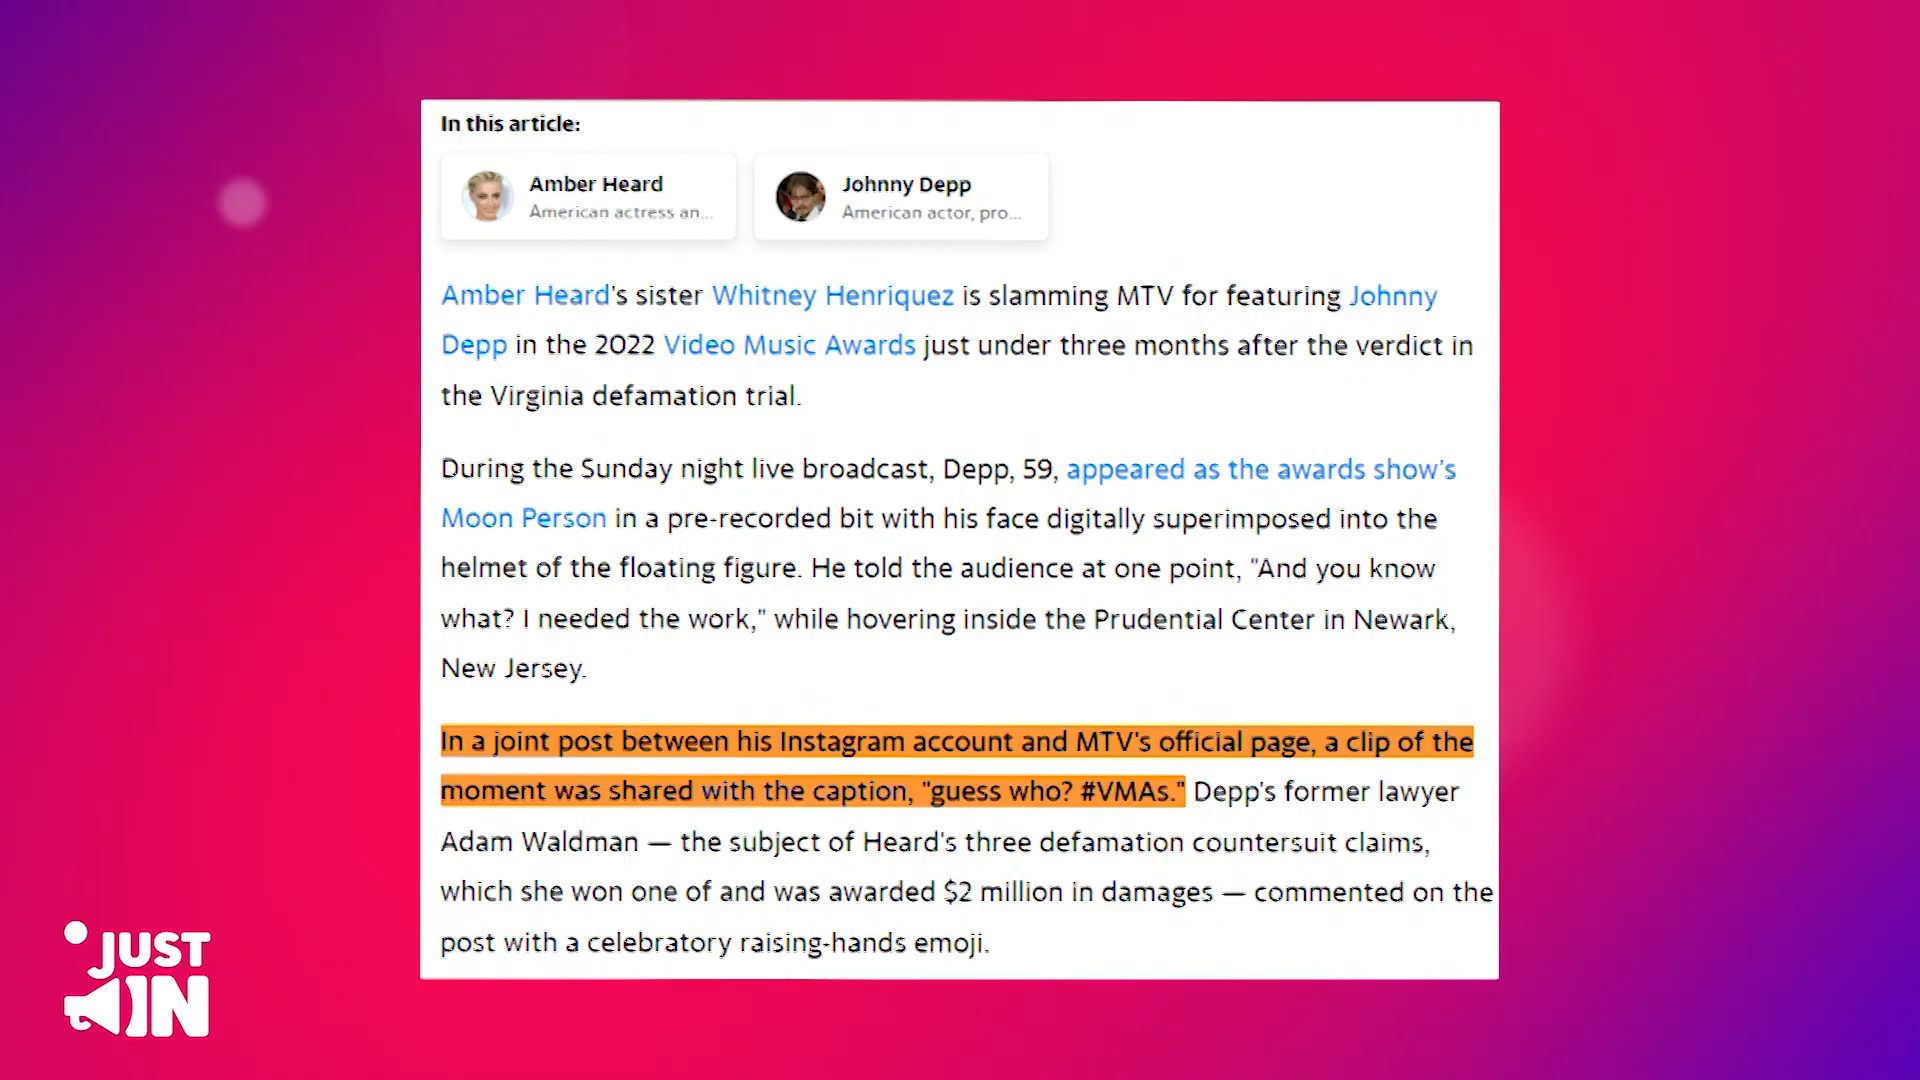 In this article:
Amber Heard
American actress an...
Johnny Depp
American actor, pro...
Amber Heard's sister Whitney Henriquez is slamming MTV for featuring Johnny
Depp in the 2022 Video Music Awards just under three months after the verdict in
the Virginia defamation trial.
During the Sunday night live broadcast, Depp, 59, appeared as the awards show's
Moon Person in a pre-recorded bit with his face digitally superimposed into the
helmet of the floating figure. He told the audience at one point, "And you know
what? I needed the work," while hovering inside the Prudential Center in Newark,
New Jersey.
In a joint post between his Instagram account and MTV's official page, a clip of the
moment was shared with the caption, "guess who? #VMAs." Depp's former lawyer
Adam Waldman — the subject of Heard's three defamation countersuit claims,
which she won one of and was awarded $2 million in damages — commented on the
post with a celebratory raising-hands emoji.
JUST
IN